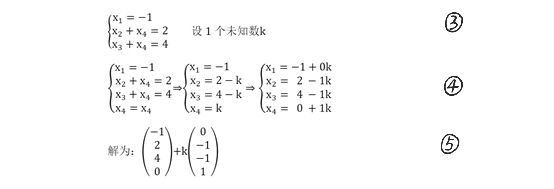 {x₁ = −1
{x₂ + x₄ = 2 设 1 个未知数k ③
{x₃ + x₄ = 4
{x₁ = −1 {x₁ = −1 {x₁ = −1 + 0k
{x₂ + x₄ = 2 ⇒ {x₂ = 2 − k ⇒ {x₂ = 2 − 1k ④
{x₃ + x₄ = 4 {x₃ = 4 − k {x₃ = 4 − 1k
{x₄ = x₄ {x₄ = k {x₄ = 0 + 1k
解为: (−1 2 4 0) +k (0 −1 −1 1) ⑤